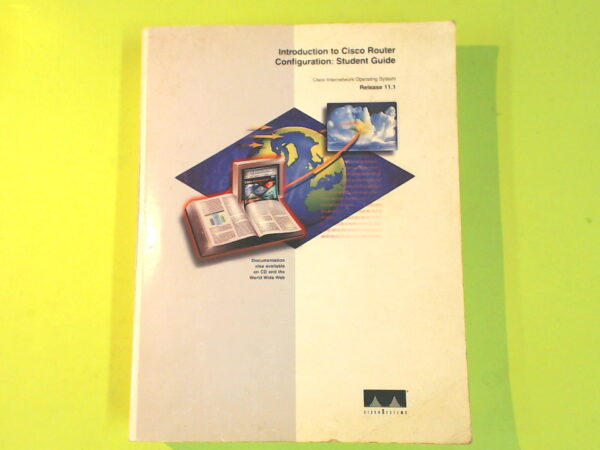 Introduction to Cisco Router
Configuration: Student Guide
Cisco Internetwork Operating System
Release 11.1
Documentation
also available
on CD and the
World Wide Web
CISCO SYSTEMS